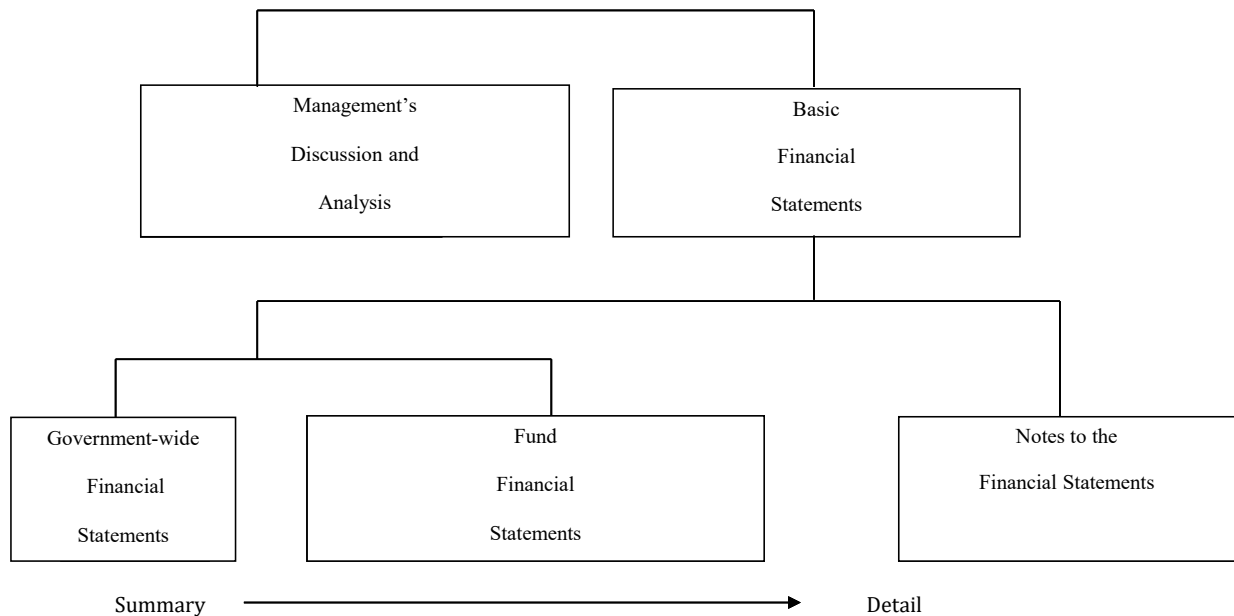 Management’s
Discussion and
Analysis
Basic
Financial
Statements
Government-wide
Financial
Statements
Fund
Financial
Statements
Notes to the
Financial Statements
Summary
Detail